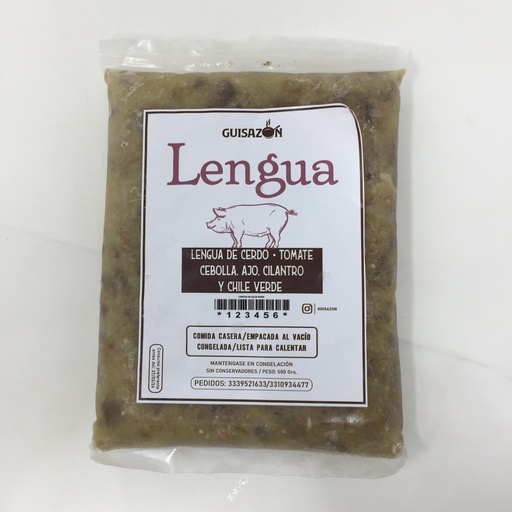 GUISAZÓN
Lengua
LENGUA DE CERDO • TOMATE
CEBOLLA, AJO, CILANTRO
Y CHILE VERDE
*123456*
GUISAZON
COMIDA CASERA/EMPACADA AL VACÍO
CONGELADA/LISTA PARA CALENTAR
MANTENGASE EN CONGELACIÓN
SIN CONSERVADORES / PESO: 500 Grs.
PEDIDOS: 3339521633/3310934477